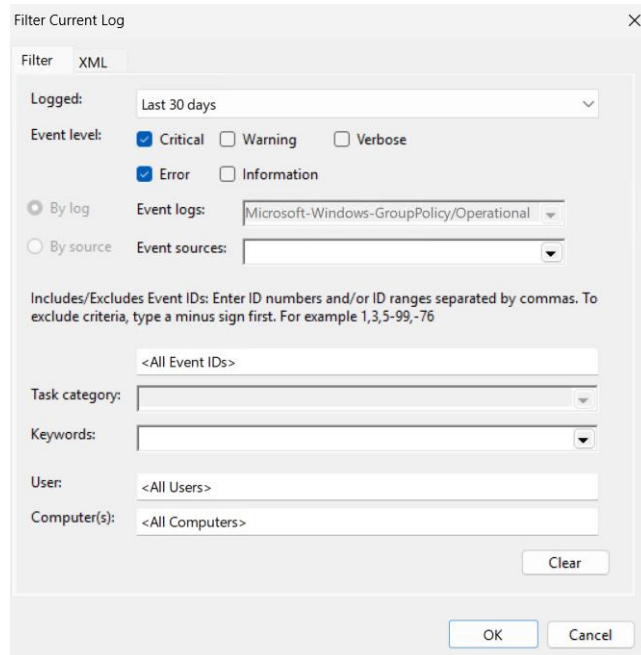 Filter Current Log
Filter XML
Logged: Last 30 days
Event level: Critical Warning Verbose
Error Information
By log Event logs: Microsoft-Windows-GroupPolicy/Operational
By source Event sources:
Includes/Excludes Event IDs: Enter ID numbers and/or ID ranges separated by commas. To
exclude criteria, type a minus sign first. For example 1,3,5-99,-76
<All Event IDs>
Task category:
Keywords:
User: <All Users>
Computer(s): <All Computers>
Clear
OK Cancel